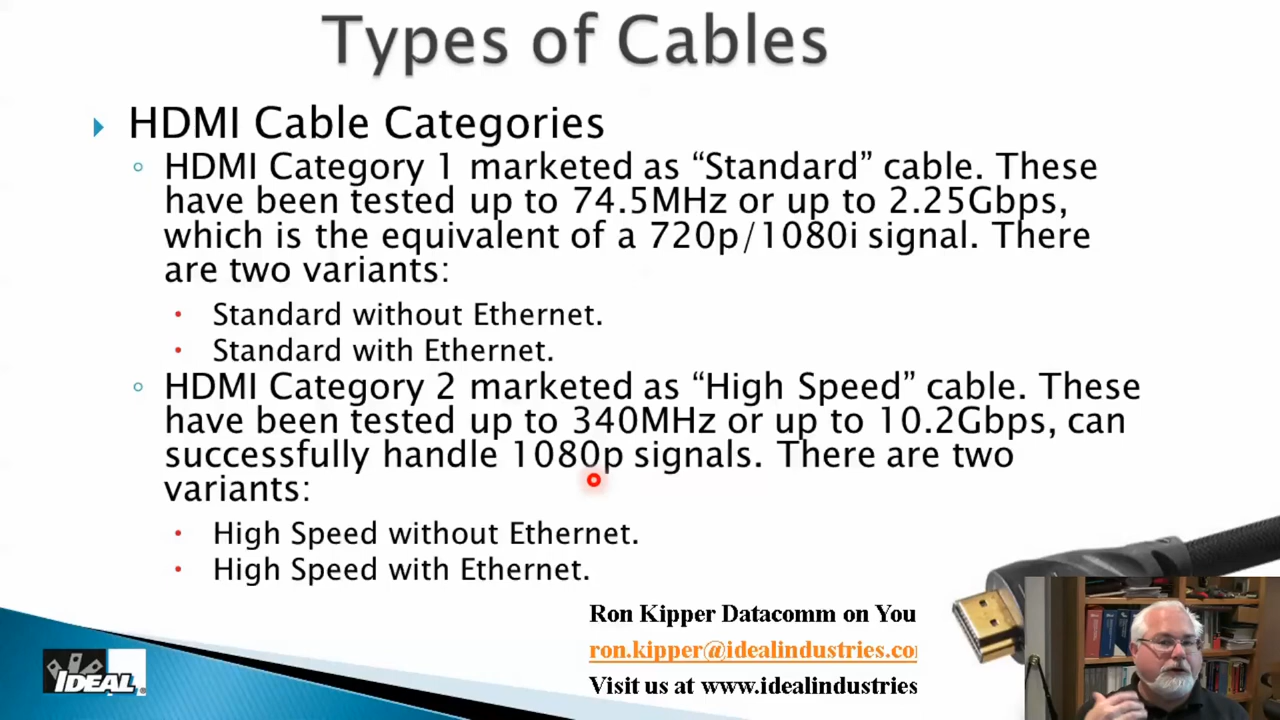 Types of Cables
HDMI Cable Categories
HDMI Category 1 marketed as “Standard” cable. These
have been tested up to 74.5MHz or up to 2.25Gbps,
which is the equivalent of a 720p/1080i signal. There
are two variants:
Standard without Ethernet.
Standard with Ethernet.
HDMI Category 2 marketed as “High Speed” cable. These
have been tested up to 340MHz or up to 10.2Gbps, can
successfully handle 1080p signals. There are two
variants:
High Speed without Ethernet.
High Speed with Ethernet.
Ron Kipper Datacomm on You
ron.kipper@idealindustries.co
Visit us at www.idealindustries
IDEAL